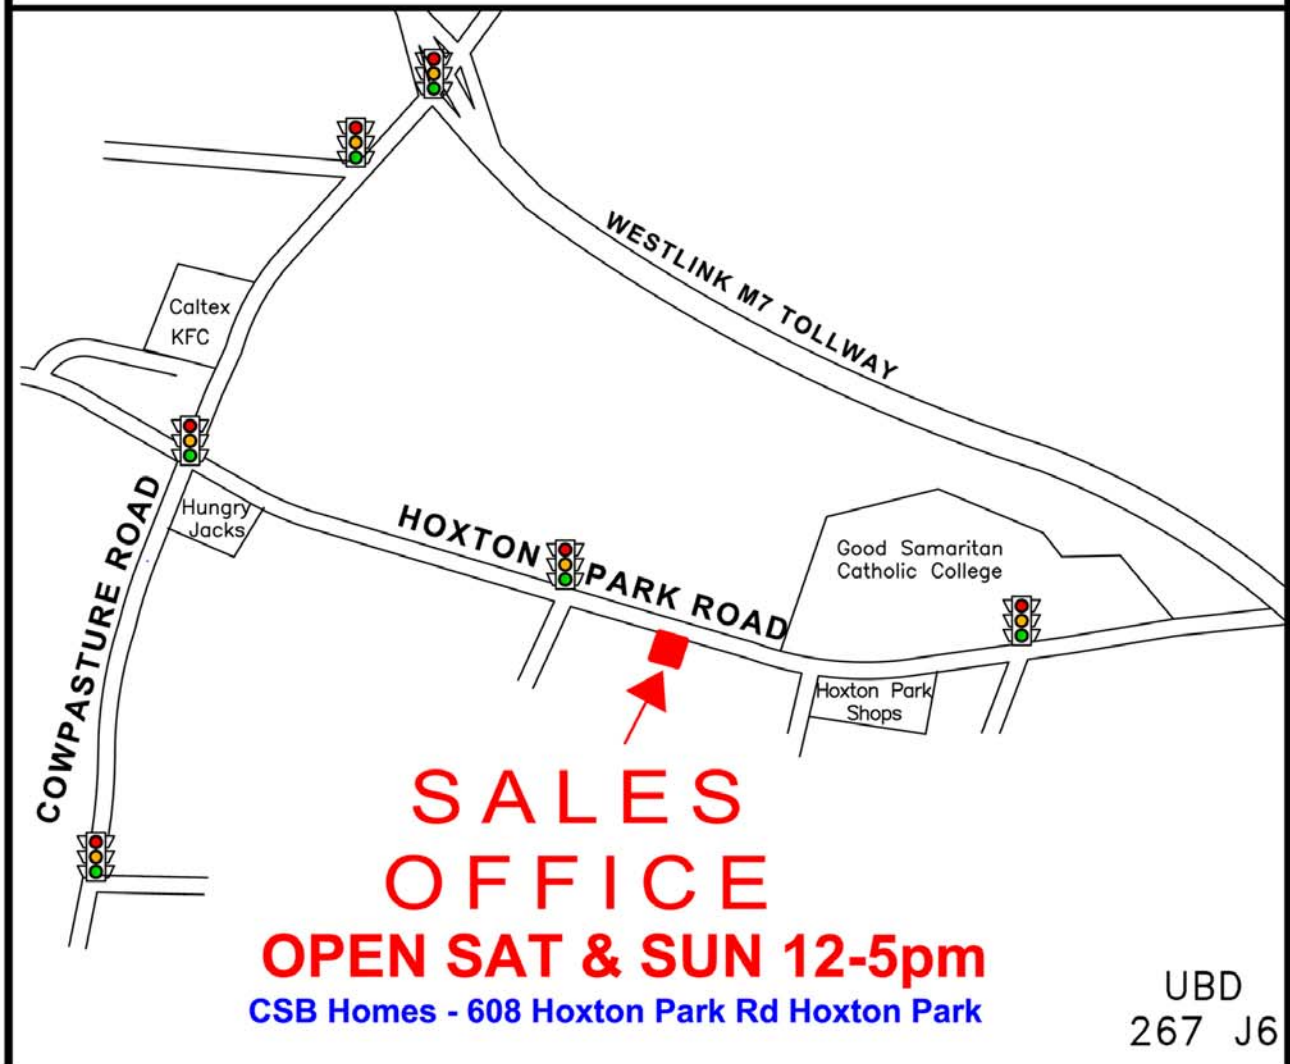 WESTLINK M7 TOLLWAY
Caltex
KFC
Hungry
Jacks
COWPASTURE ROAD
HOXTON PARK ROAD
Good Samaritan
Catholic College
Hoxton Park
Shops
SALES
OFFICE
OPEN SAT & SUN 12-5pm
CSB Homes - 608 Hoxton Park Rd Hoxton Park
UBD
267 J6